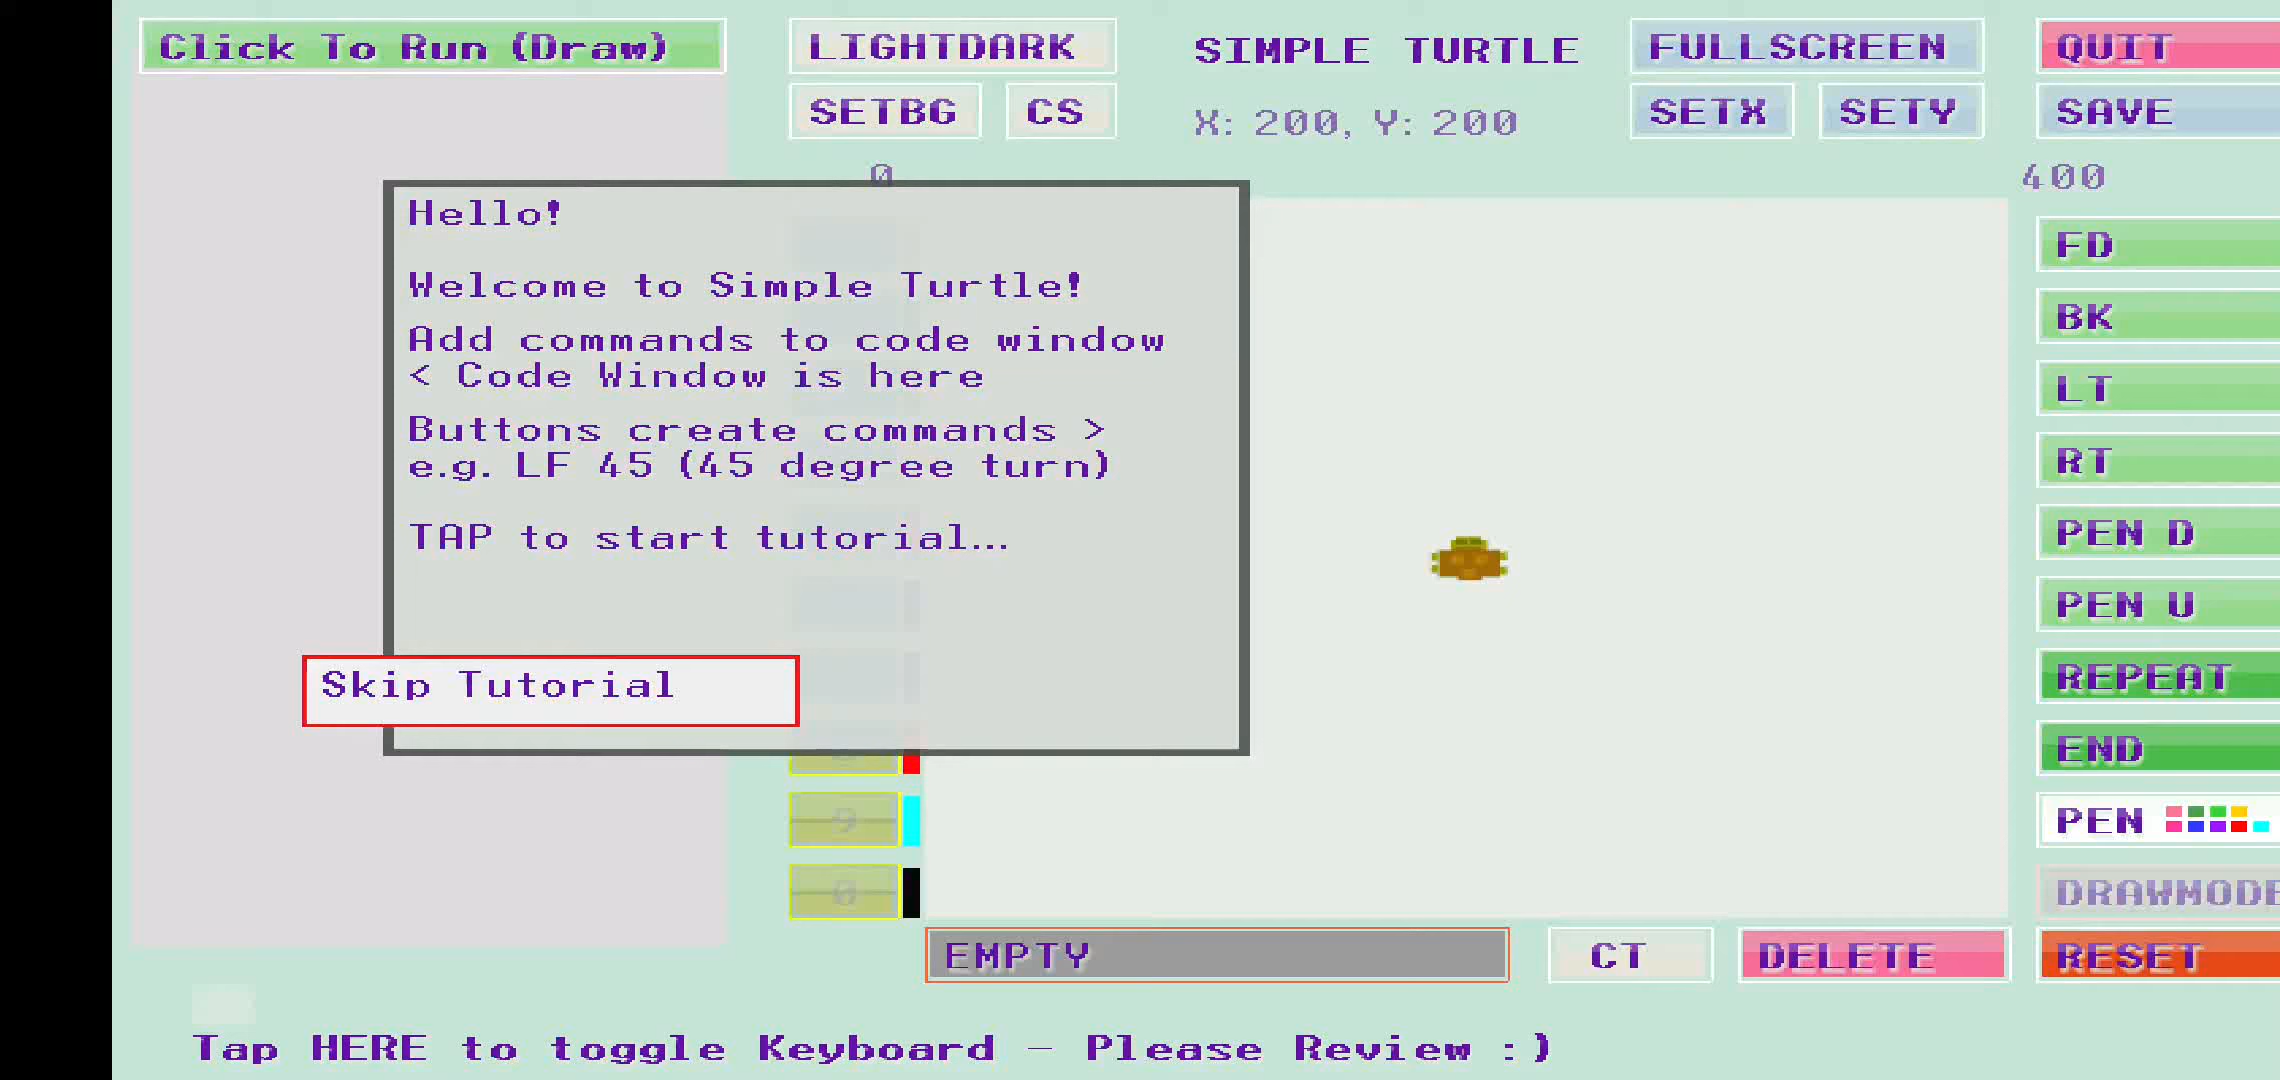 Click To Run (Draw)
LIGHTDARK
SIMPLE TURTLE
FULLSCREEN
QUIT
SETBG
CS
X: 200, Y: 200
SETX
SETY
SAVE
0
400
Hello!
Welcome to Simple Turtle!
Add commands to code window
< Code Window is here
Buttons create commands >
e.g. LF 45 (45 degree turn)
TAP to start tutorial...
Skip Tutorial
FD
BK
LT
RT
PEN D
PEN U
REPEAT
END
9
PEN
0
DRAWMODE
EMPTY
CT
DELETE
RESET
Tap HERE to toggle Keyboard - Please Review :)